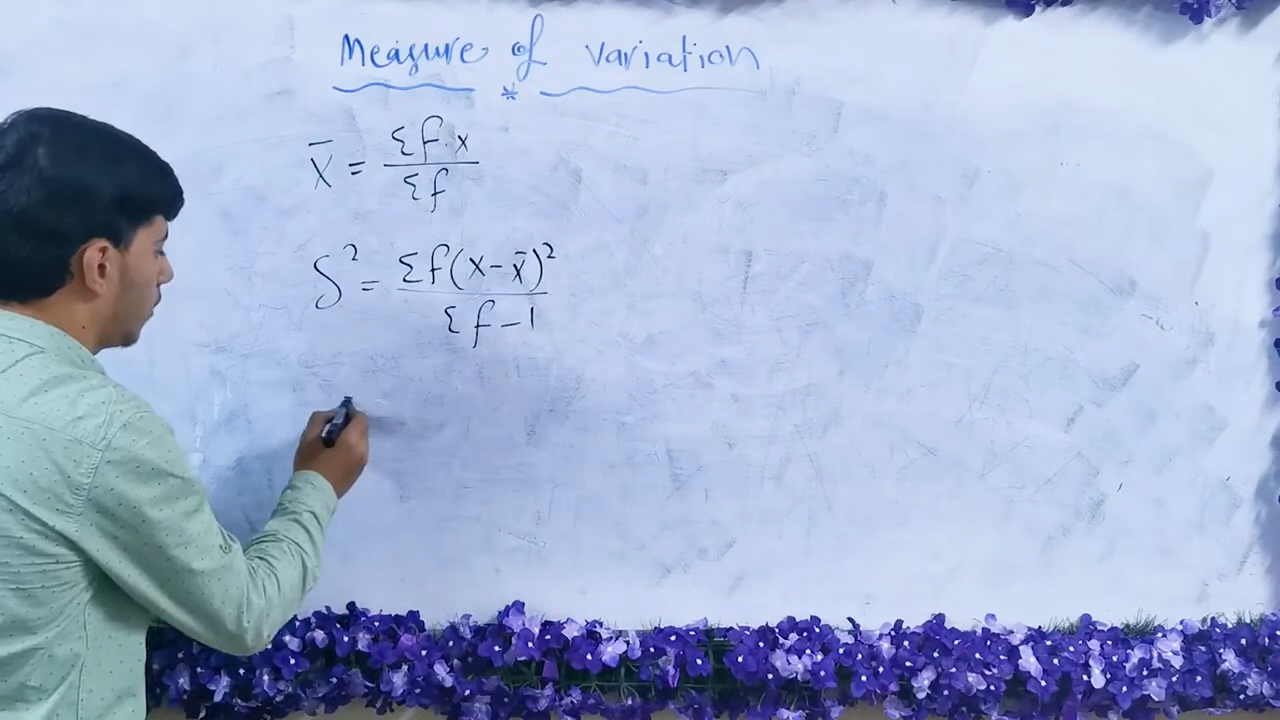 Measure of variation
*
x̄ = Σf·x / Σf
S² = Σf(x-x̄)² / Σf-1